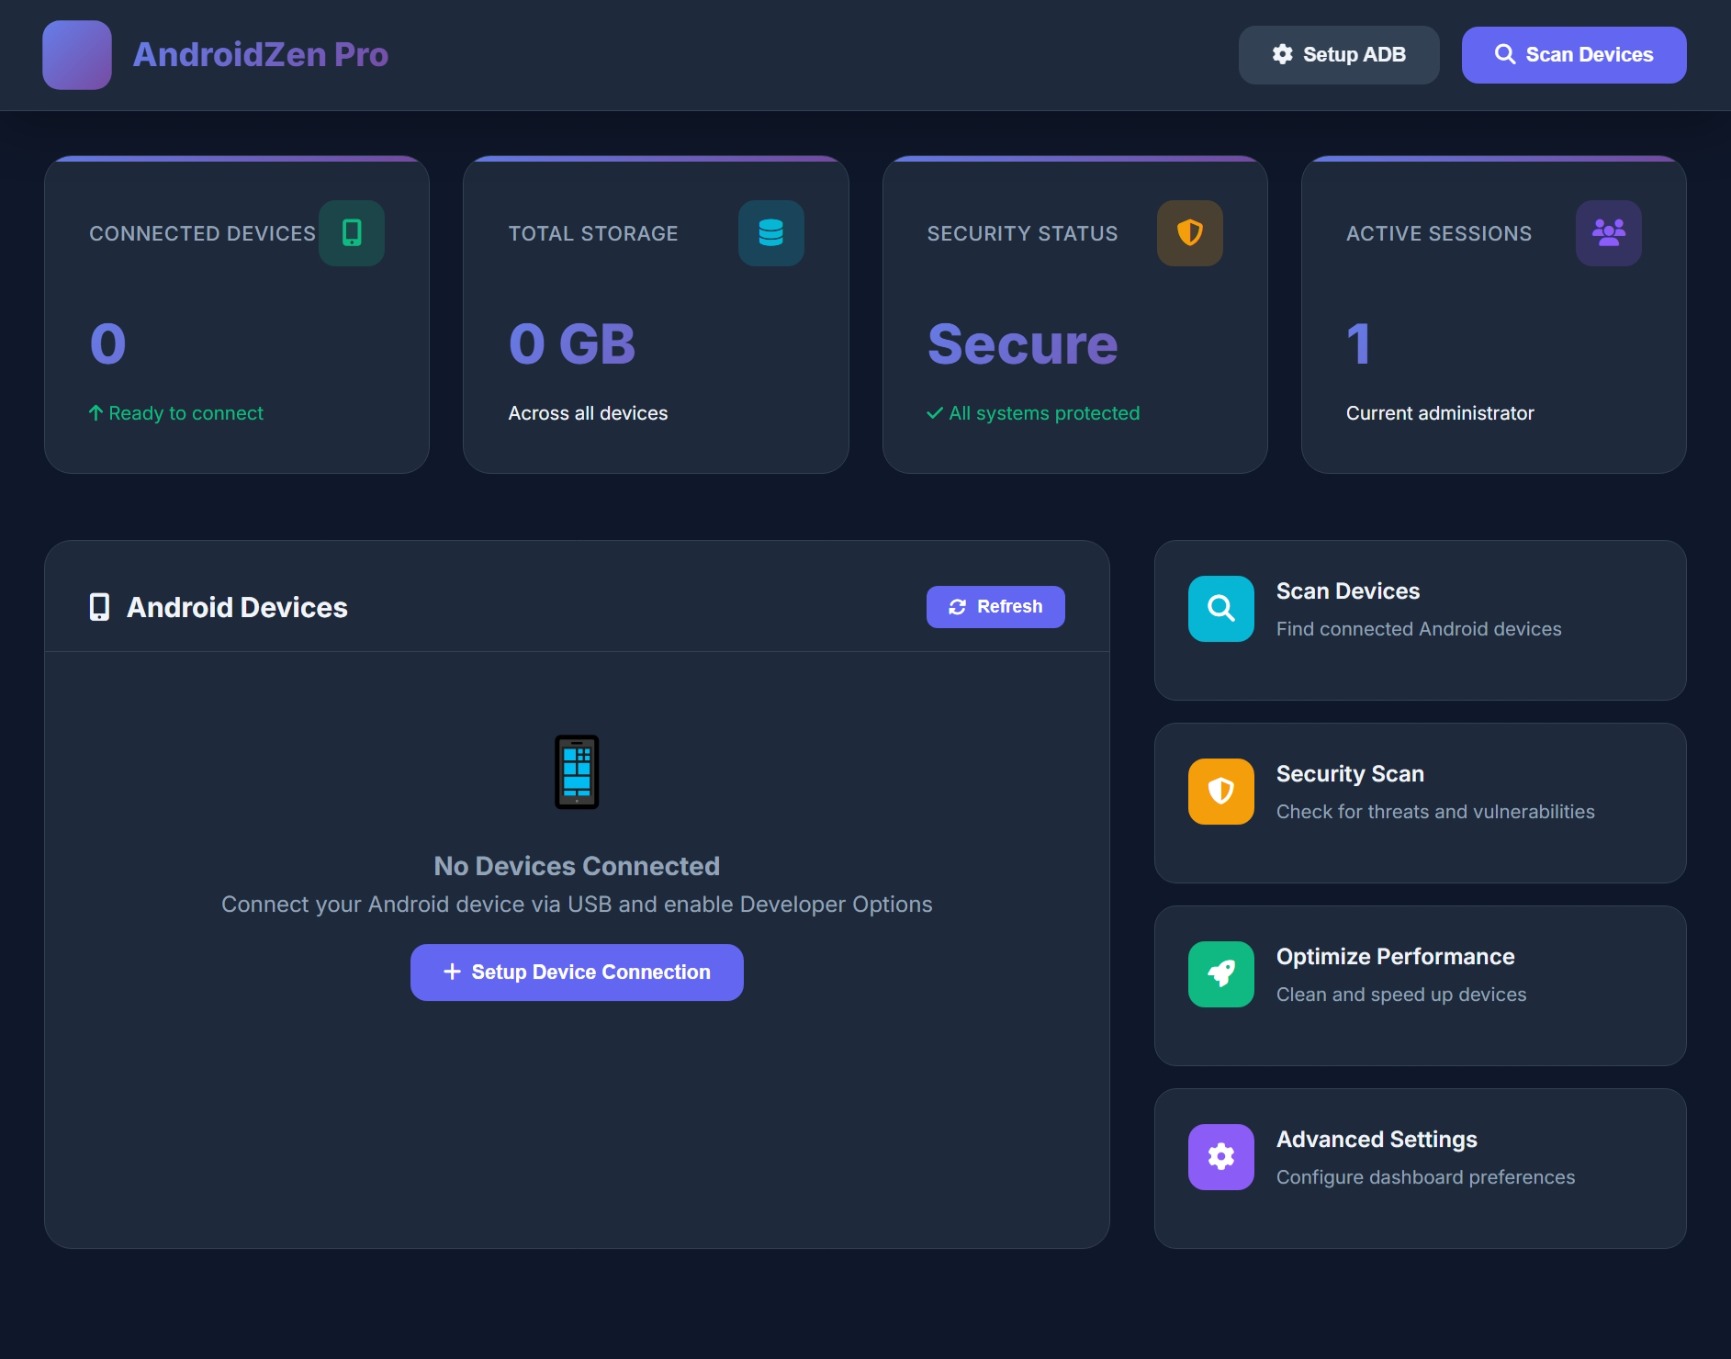 AndroidZen Pro
Setup ADB
Scan Devices
CONNECTED DEVICES
0
Ready to connect
TOTAL STORAGE
0 GB
Across all devices
SECURITY STATUS
Secure
All systems protected
ACTIVE SESSIONS
1
Current administrator
Android Devices
Refresh
No Devices Connected
Connect your Android device via USB and enable Developer Options
Setup Device Connection
Scan Devices
Find connected Android devices
Security Scan
Check for threats and vulnerabilities
Optimize Performance
Clean and speed up devices
Advanced Settings
Configure dashboard preferences